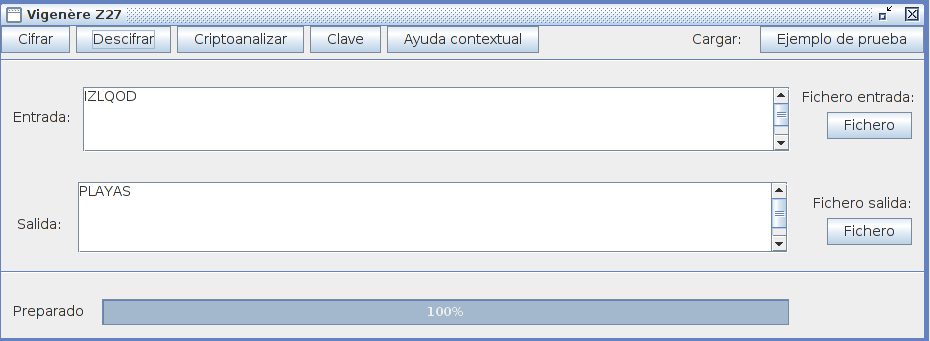 Vigenère Z27
Cifrar Descifrar Criptoanalizar Clave Ayuda contextual Cargar: Ejemplo de prueba
Entrada: IZLQOD Fichero entrada:
Fichero
Salida: PLAYAS Fichero salida:
Fichero
Preparado 100%